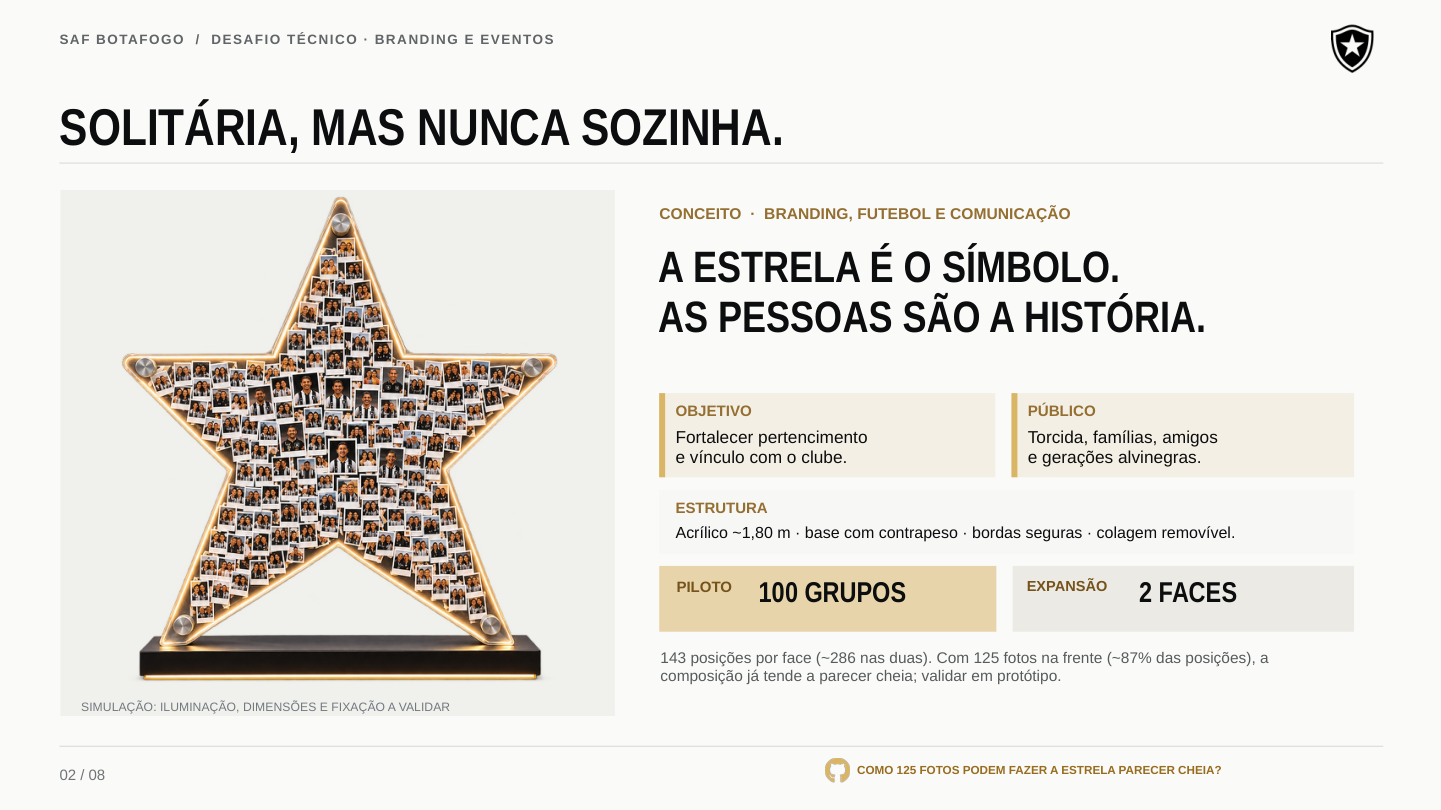 SAF BOTAFOGO / DESAFIO TÉCNICO · BRANDING E EVENTOS
SOLITÁRIA, MAS NUNCA SOZINHA.
SIMULAÇÃO: ILUMINAÇÃO, DIMENSÕES E FIXAÇÃO A VALIDAR
CONCEITO · BRANDING, FUTEBOL E COMUNICAÇÃO
A ESTRELA É O SÍMBOLO.
AS PESSOAS SÃO A HISTÓRIA.
OBJETIVO
Fortalecer pertencimento
e vínculo com o clube.
PÚBLICO
Torcida, famílias, amigos
e gerações alvinegras.
ESTRUTURA
Acrílico ~1,80 m · base com contrapeso · bordas seguras · colagem removível.
PILOTO 100 GRUPOS
EXPANSÃO 2 FACES
143 posições por face (~286 nas duas). Com 125 fotos na frente (~87% das posições), a
composição já tende a parecer cheia; validar em protótipo.
02 / 08
COMO 125 FOTOS PODEM FAZER A ESTRELA PARECER CHEIA?